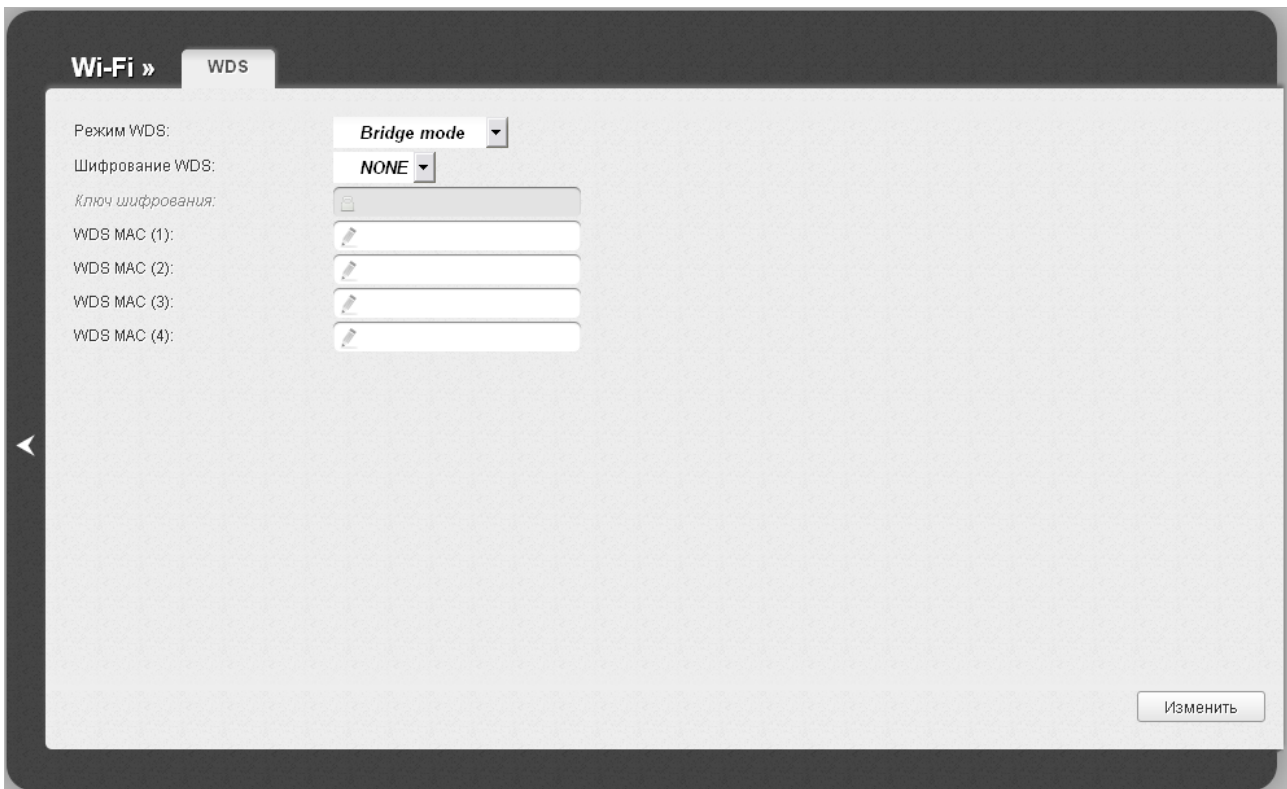 Wi-Fi » WDS
Режим WDS: Bridge mode
Шифрование WDS: NONE
Ключ шифрования:
WDS MAC (1):
WDS MAC (2):
WDS MAC (3):
WDS MAC (4):
Изменить